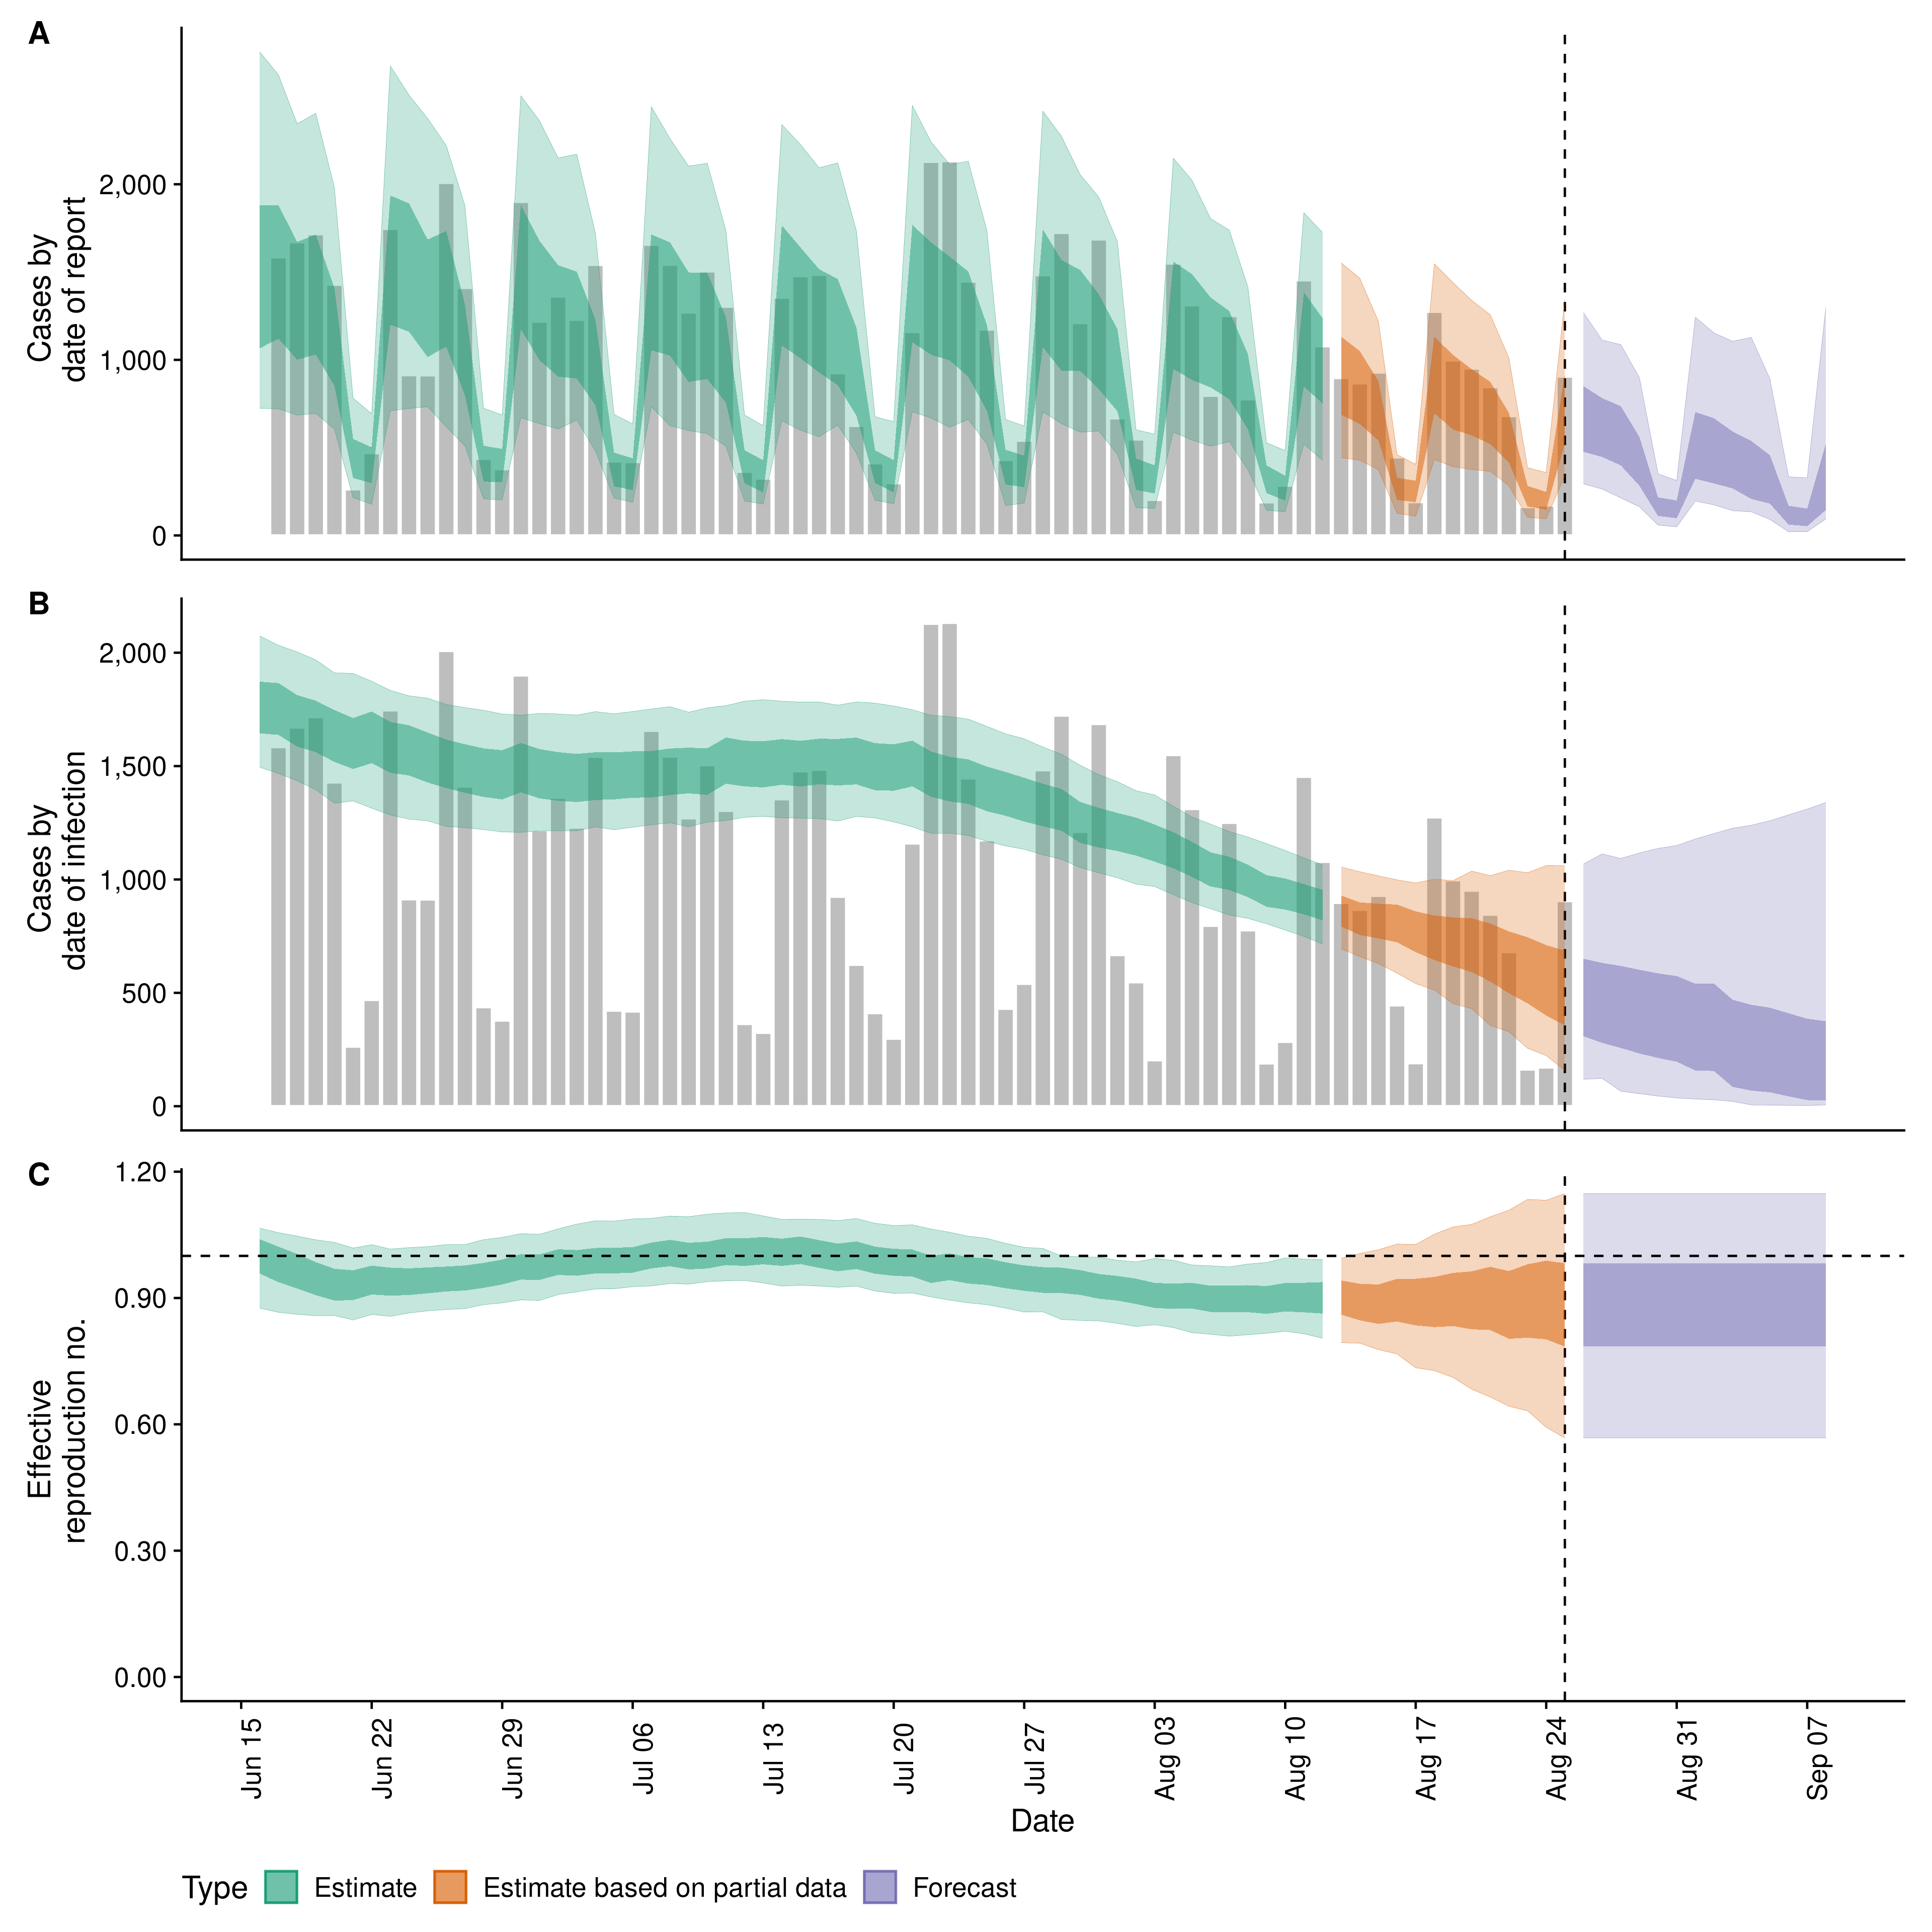 A
Cases by
date of report
2,000
1,000
0
B
Cases by
date of infection
2,000
1,500
1,000
500
0
C
Effective
reproduction no.
1.20
0.90
0.60
0.30
0.00
Jun 15
Jun 22
Jun 29
Jul 06
Jul 13
Jul 20
Jul 27
Aug 03
Aug 10
Aug 17
Aug 24
Aug 31
Sep 07
Date
Type Estimate Estimate based on partial data Forecast